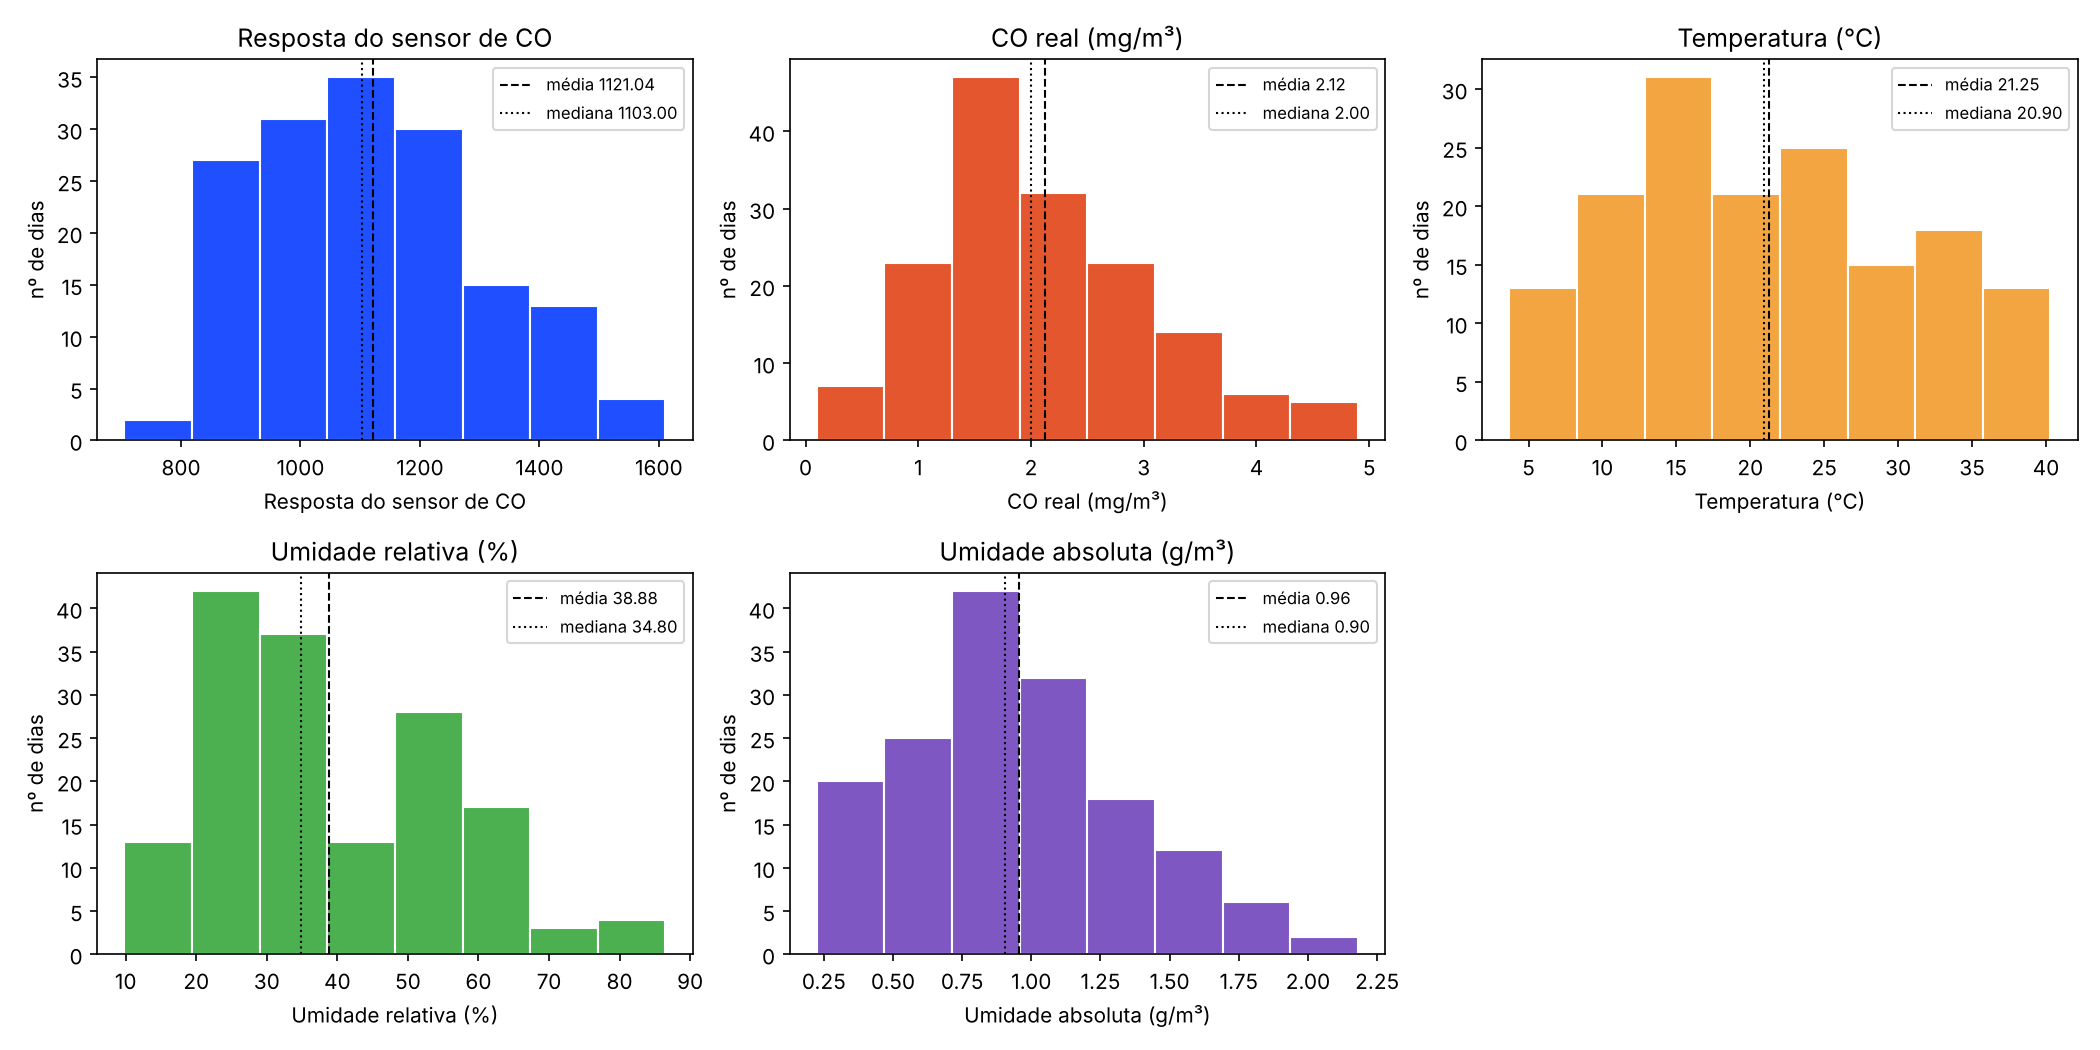 Resposta do sensor de CO
média 1121.04
mediana 1103.00
nº de dias
35
30
25
20
15
10
5
0
800 1000 1200 1400 1600
Resposta do sensor de CO
CO real (mg/m³)
média 2.12
mediana 2.00
nº de dias
40
30
20
10
0
0 1 2 3 4 5
CO real (mg/m³)
Temperatura (°C)
média 21.25
mediana 20.90
nº de dias
30
25
20
15
10
5
0
5 10 15 20 25 30 35 40
Temperatura (°C)
Umidade relativa (%)
média 38.88
mediana 34.80
nº de dias
40
35
30
25
20
15
10
5
0
10 20 30 40 50 60 70 80 90
Umidade relativa (%)
Umidade absoluta (g/m³)
média 0.96
mediana 0.90
nº de dias
40
35
30
25
20
15
10
5
0
0.25 0.50 0.75 1.00 1.25 1.50 1.75 2.00 2.25
Umidade absoluta (g/m³)